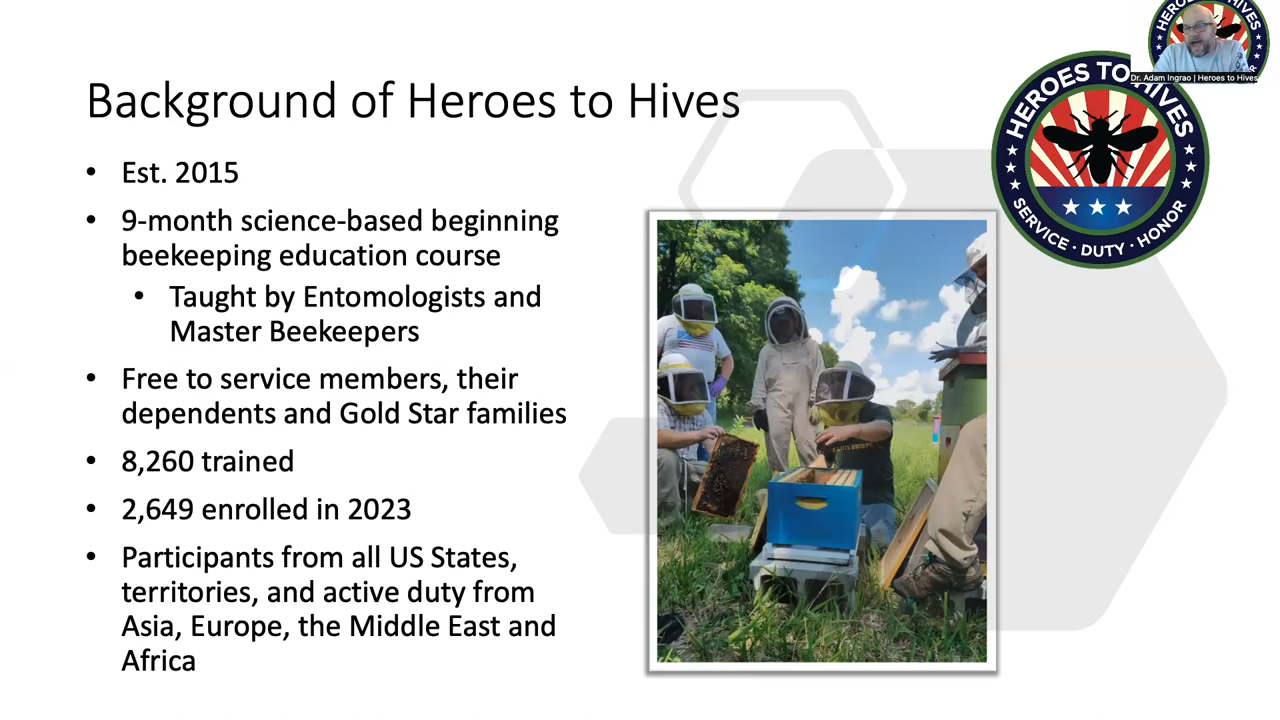 Background of Heroes to Hives
• Est. 2015
• 9-month science-based beginning
beekeeping education course
• Taught by Entomologists and
Master Beekeepers
• Free to service members, their
dependents and Gold Star families
• 8,260 trained
• 2,649 enrolled in 2023
• Participants from all US States,
territories, and active duty from
Asia, Europe, the Middle East and
Africa
HEROES TO HIVES
SERVICE · DUTY · HONOR
HEROES HIVES
Dr. Adam Ingrao | Heroes to Hives